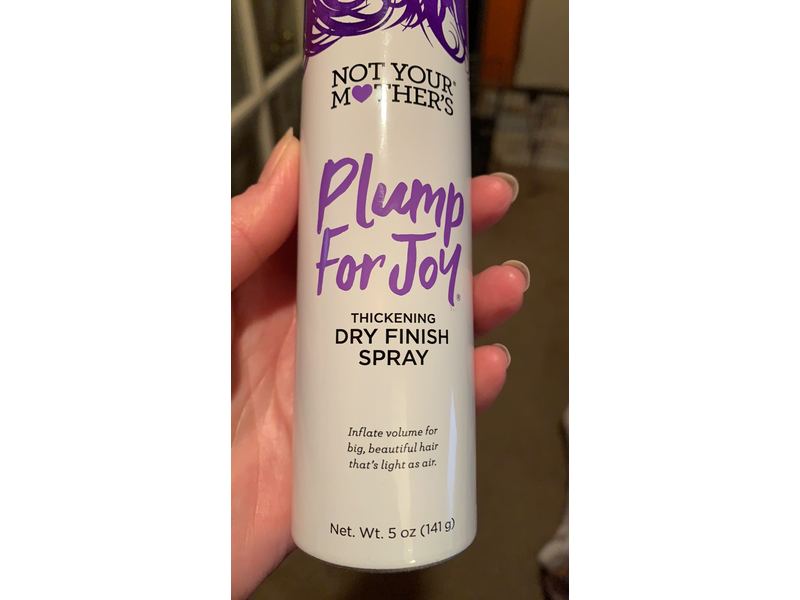 NOT YOUR®
M♥THER'S
Plump
For Joy®
THICKENING
DRY FINISH
SPRAY
Inflate volume for
big, beautiful hair
that's light as air.
Net. Wt. 5 oz (141 g)